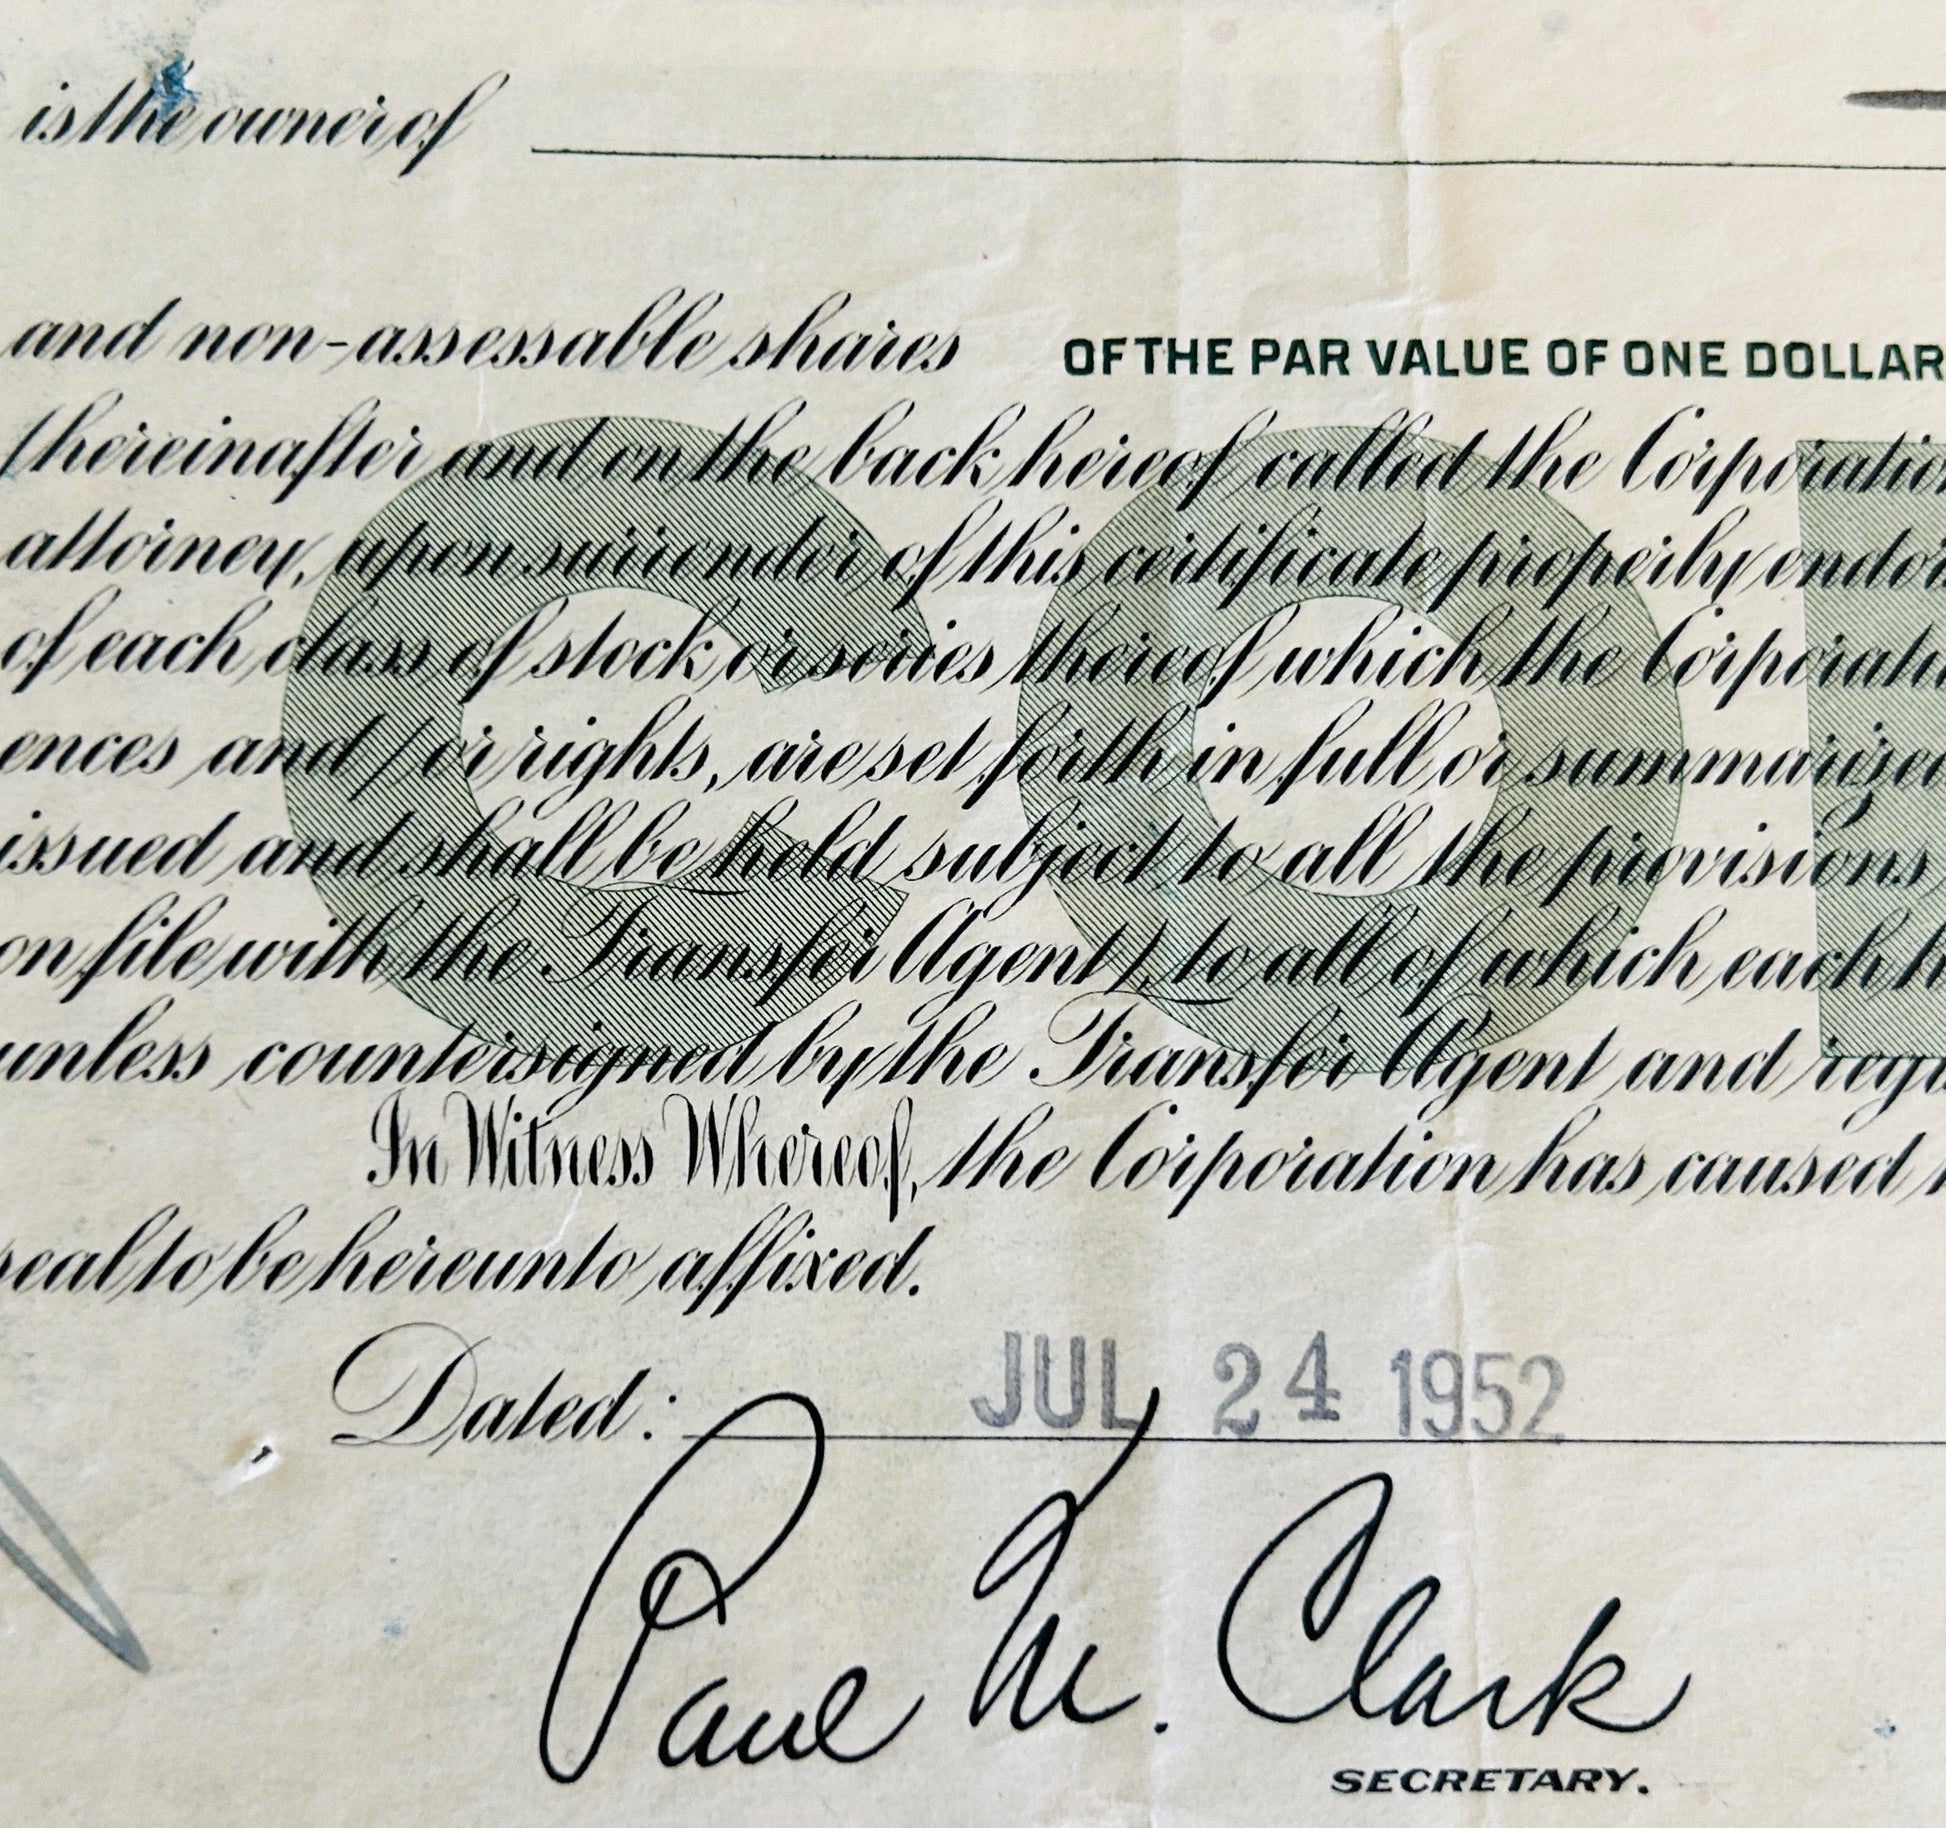 is the owner of
and non-assessable shares OF THE PAR VALUE OF ONE DOLLAR
(hereinafter and on the back hereof called the Corporatio
attorney, upon surrender of this certificate properly endor
of each class of stock or series thereof which the Corporati
ences and/or rights, are set forth in full or summarized
issued and shall be held subject to all the provisions
on file with the Transfer Agent), to all of which each h
unless countersigned by the Transfer Agent and regi
In Witness Whereof, the Corporation has caused
seal to be hereunto affixed.
Dated: JUL 24 1952
Paul M. Clark
SECRETARY.
CO